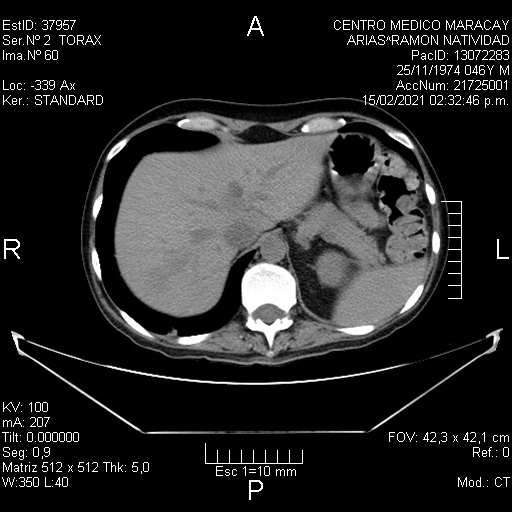 EstID: 37957
Ser.Nº 2 TORAX
Ima.Nº 60
Loc: -339 Ax
Ker.: STANDARD
A
CENTRO MEDICO MARACAY
ARIAS^RAMON NATIVIDAD
PacID: 13072283
25/11/1974 046Y M
AccNum: 21725001
15/02/2021 02:32:46 p.m.
R
L
KV: 100
mA: 207
Tilt: 0.000000
Seg: 0,9
Matriz 512 x 512 Thk: 5,0
W:350 L:40
Esc 1=10 mm
P
FOV: 42,3 x 42,1 cm
Ref.: 0
Mod.: CT